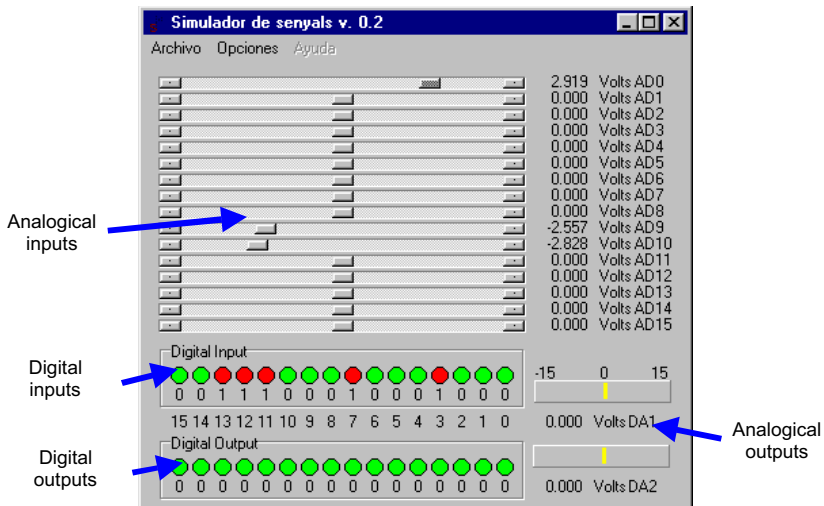 Simulador de senyals v. 0.2
Archivo Opciones Ayuda
2.919 Volts AD0
0.000 Volts AD1
0.000 Volts AD2
0.000 Volts AD3
0.000 Volts AD4
0.000 Volts AD5
0.000 Volts AD6
0.000 Volts AD7
0.000 Volts AD8
-2.557 Volts AD9
-2.828 Volts AD10
0.000 Volts AD11
0.000 Volts AD12
0.000 Volts AD13
0.000 Volts AD14
0.000 Volts AD15
Analogical
inputs
Digital Input
0 0 1 1 1 0 0 0 1 0 0 0 1 0 0 0
Digital
inputs
-15 0 15
15 14 13 12 11 10 9 8 7 6 5 4 3 2 1 0
0.000 Volts DA1
Analogical
outputs
Digital Output
0 0 0 0 0 0 0 0 0 0 0 0 0 0 0 0
Digital
outputs
0.000 Volts DA2